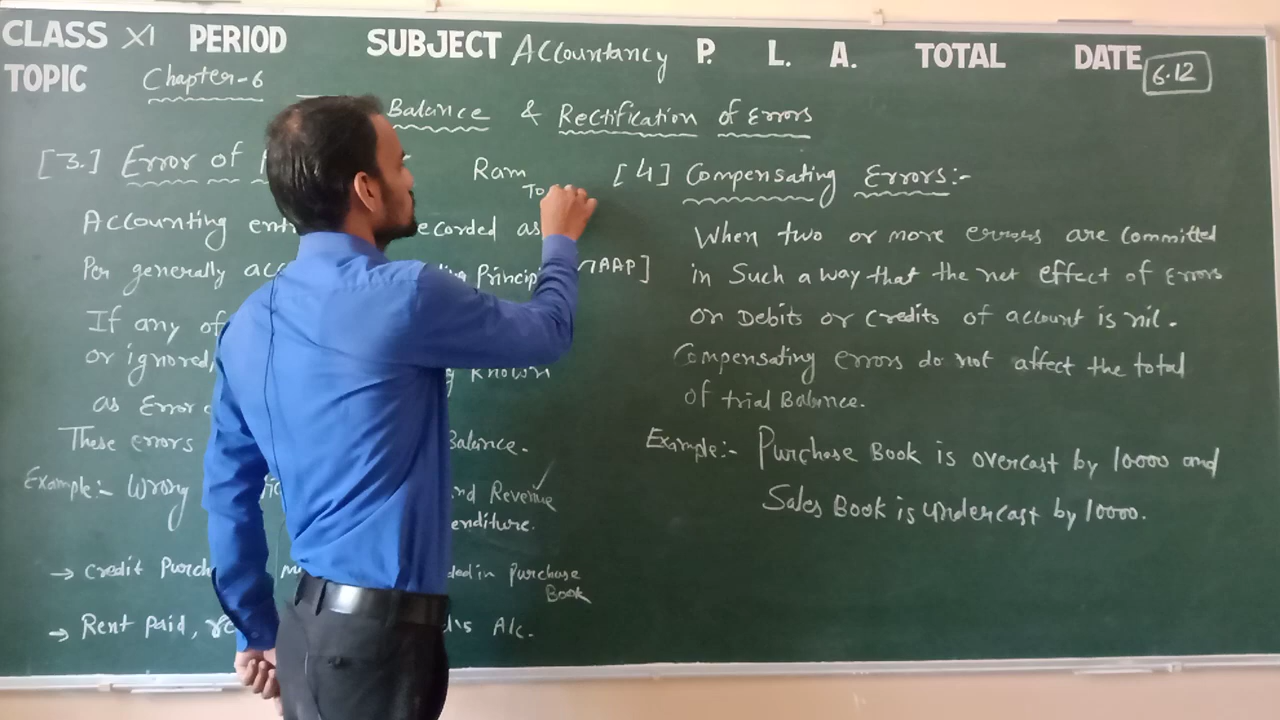 CLASS XI PERIOD SUBJECT Accountancy P. L. A. TOTAL DATE 6.12
TOPIC Chapter-6
Balance & Rectification of Errors
[3.] Error of
Ram
To
Accounting ecorded as
Per generally Principl AAP]
If any of
or ignored, known
as Error
These errors Balance.
Example:- Wrong nd Revenue
enditure.
→ Credit Purch ded in Purchase
Book
→ Rent Paid, A/c.
[4] Compensating Errors:-
When two or more errors are committed
in Such a way that the net effect of Errors
on Debits or Credits of account is nil.
Compensating errors do not affect the total
of trial Balance.
Example:- Purchase Book is overcast by 10000 and
Sales Book is undercast by 10000.